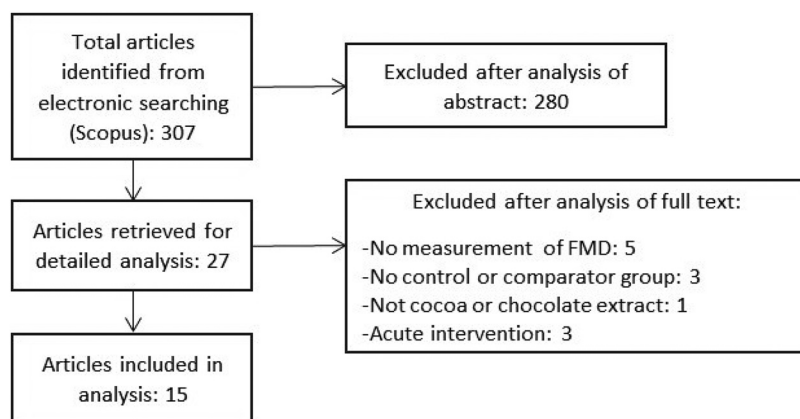 Total articles
identified from
electronic searching
(Scopus): 307
Excluded after analysis of
abstract: 280
Articles retrieved for
detailed analysis: 27
Excluded after analysis of full text:
-No measurement of FMD: 5
-No control or comparator group: 3
-Not cocoa or chocolate extract: 1
-Acute intervention: 3
Articles included in
analysis: 15